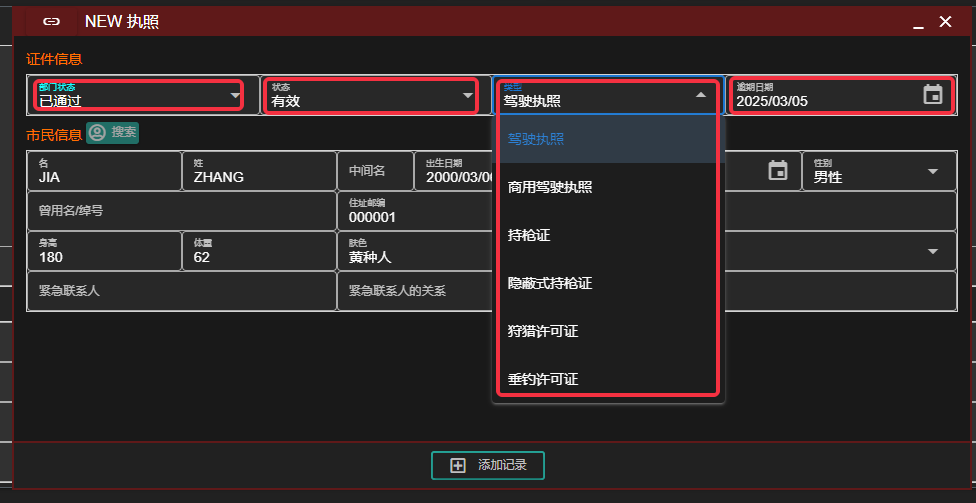 NEW 执照
证件信息
部门状态
已通过
状态
有效
类型
驾驶执照
逾期日期
2025/03/05
市民信息 搜索
驾驶执照
名
JIA
姓
ZHANG
中间名
出生日期
2000/03/0
性别
男性
商用驾驶执照
曾用名/绰号
住址邮编
000001
持枪证
身高
180
体重
62
肤色
黄种人
隐蔽式持枪证
紧急联系人
紧急联系人的关系
狩猎许可证
垂钓许可证
添加记录